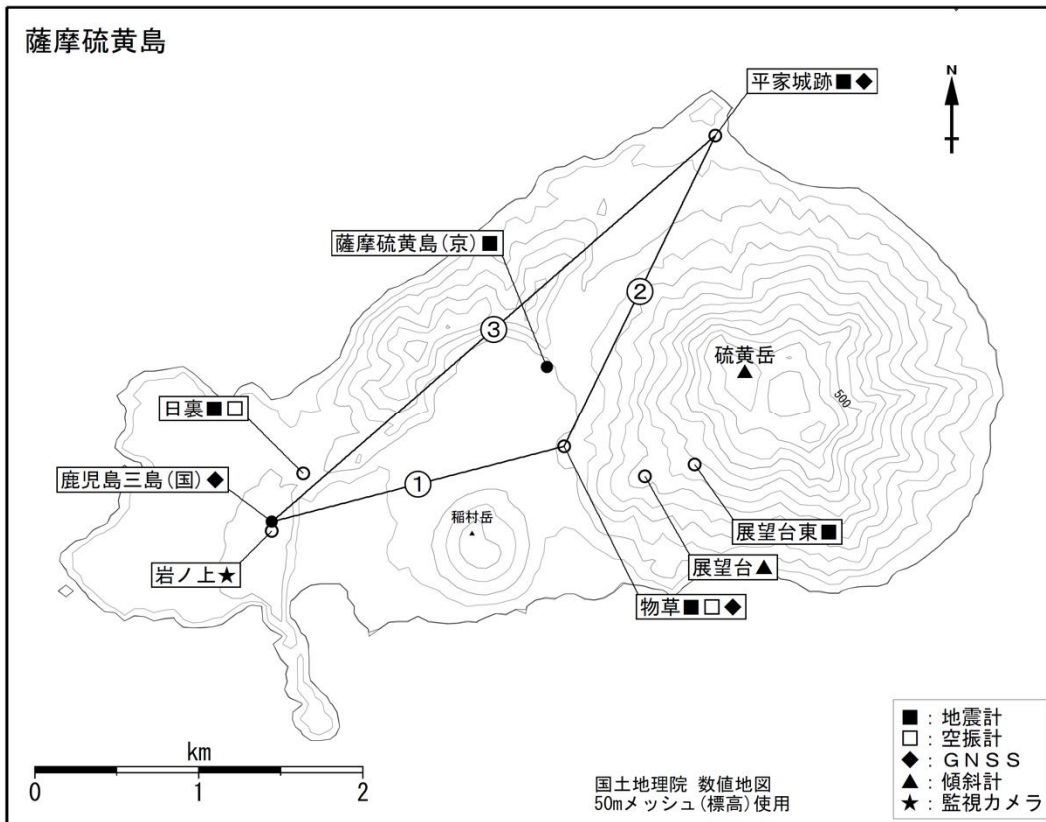 薩摩硫黄島
平家城跡■◆
N
薩摩硫黄島(京)■
②
③
硫黄岳
500
日裏■□
鹿児島三島(国)◆
①
稲村岳
展望台東■
岩ノ上★
展望台▲
物草■□◆
km
0 1 2
国土地理院 数値地図
50mメッシュ(標高)使用
■：地震計
□：空振計
◆：ＧＮＳＳ
▲：傾斜計
★：監視カメラ